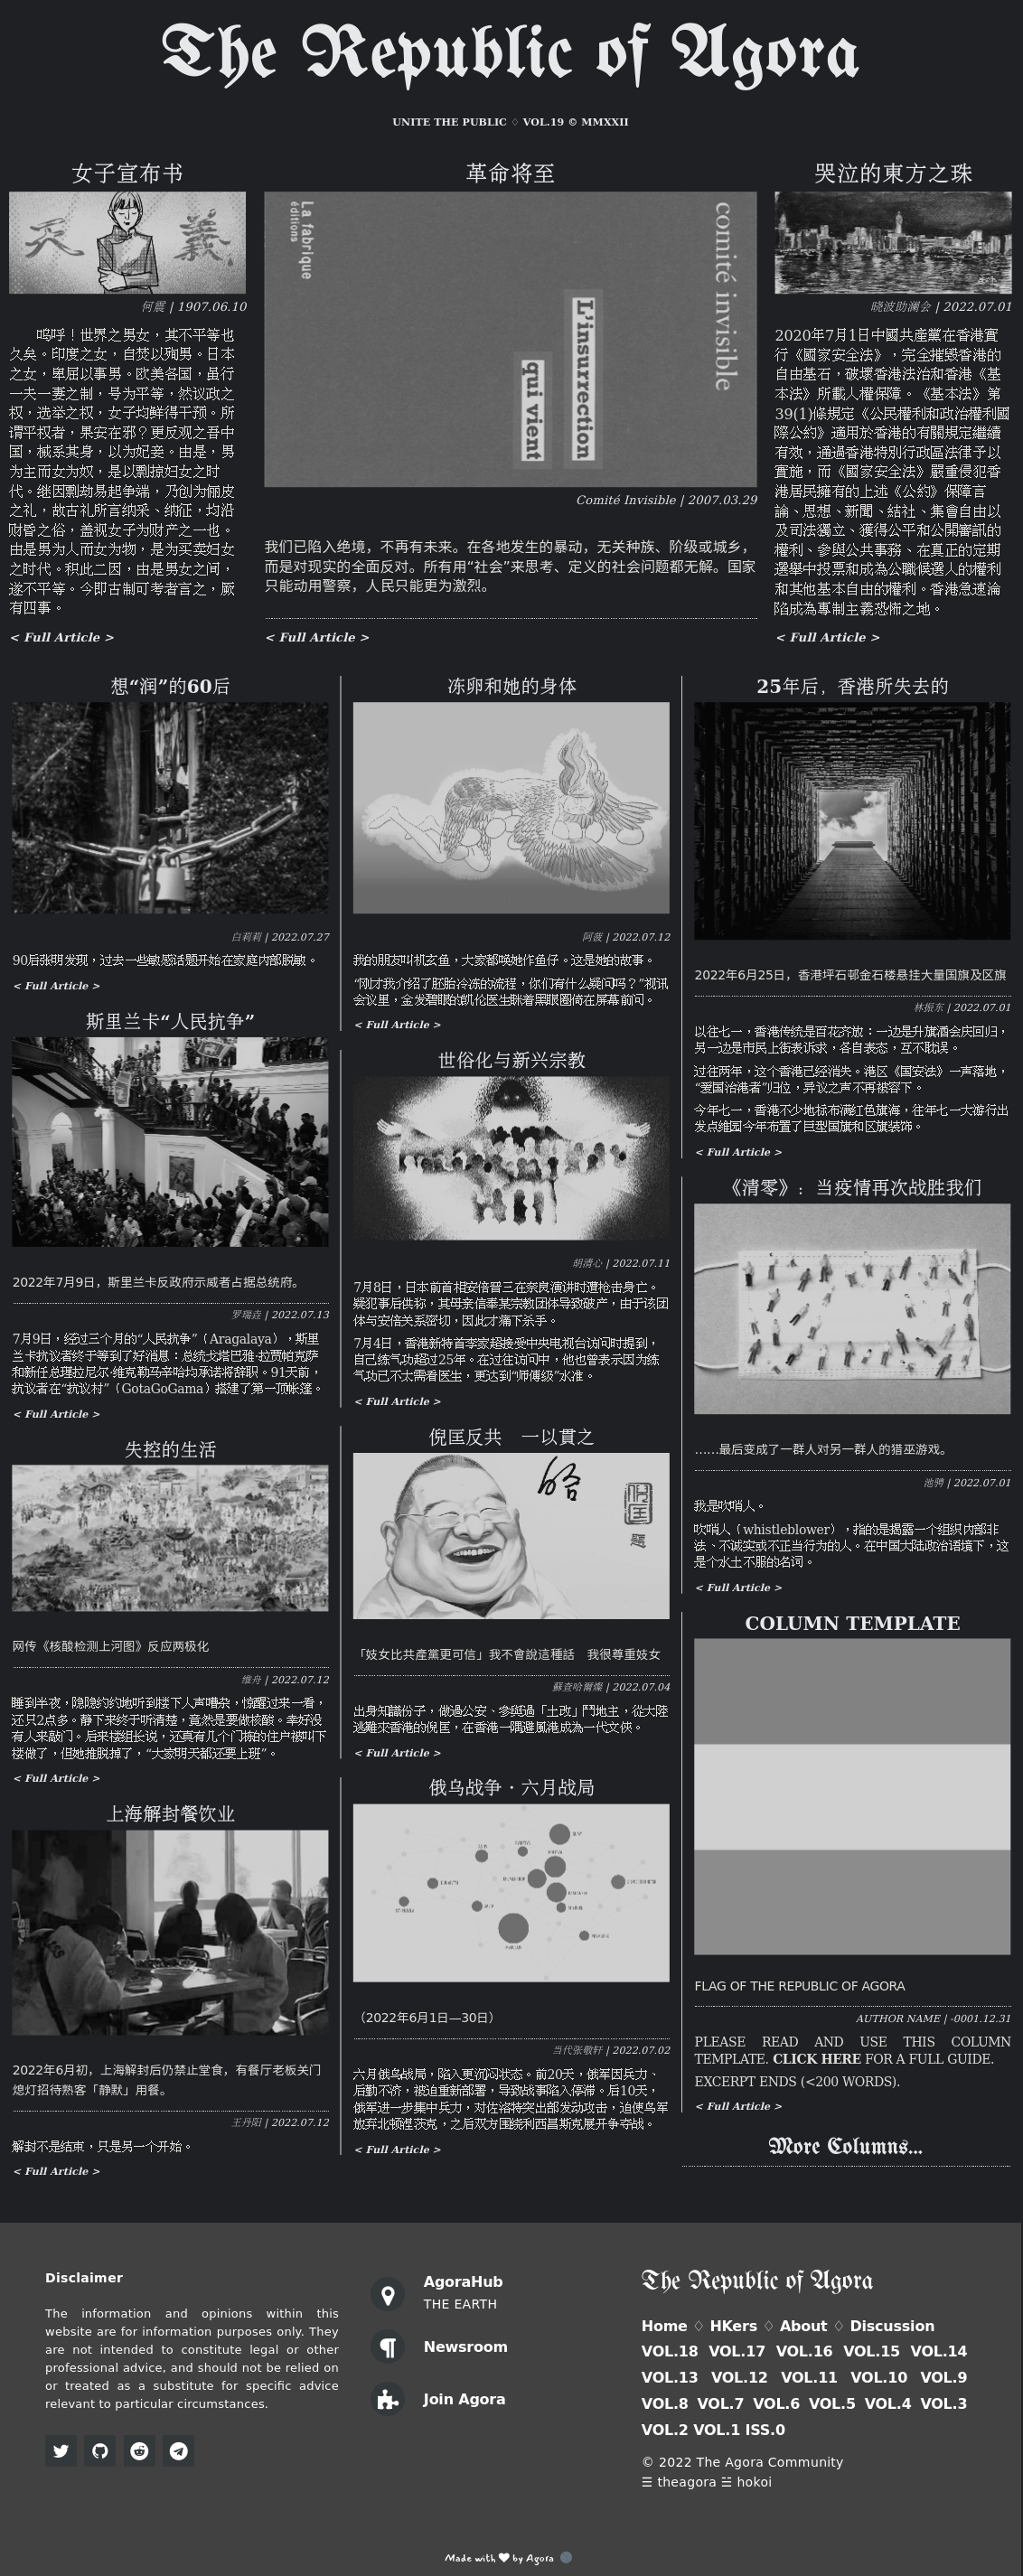 The Republic of Agora
UNITE THE PUBLIC ♢ VOL.19 © MMXXII
女子宣布书
天義
何震 | 1907.06.10
呜呼！世界之男女，其不平等也
久矣。印度之女，自焚以殉男。日本
之女，卑屈以事男。欧美各国，虽行
一夫一妻之制，号为平等，然议政之
权，选举之权，女子均鲜得干预。所
谓平权者，果安在邪？更反观之吾中
国，械系其身，以为妃妾。由是，男
为主而女为奴，是以剽掠妇女之时
代。继因剽劫易起争端，乃创为俪皮
之礼，故古礼所言纳采、纳征，均沿
财昏之俗，盖视女子为财产之一也。
由是男为人而女为物，是为买卖妇女
之时代。积此二因，由是男女之间，
遂不平等。今即古制可考者言之，厥
有四事。
< Full Article >
革命将至
La fabrique
éditions
comité invisible
L'insurrection
qui vient
Comité Invisible | 2007.03.29
我们已陷入绝境，不再有未来。在各地发生的暴动，无关种族、阶级或城乡，
而是对现实的全面反对。所有用“社会”来思考、定义的社会问题都无解。国家
只能动用警察，人民只能更为激烈。
< Full Article >
哭泣的東方之珠
晓波助澜会 | 2022.07.01
2020年7月1日中國共產黨在香港實
行《國家安全法》，完全摧毀香港的
自由基石，破壞香港法治和香港《基
本法》所載人權保障。《基本法》第
39(1)條規定《公民權利和政治權利國
際公約》適用於香港的有關規定繼續
有效，通過香港特別行政區法律予以
實施，而《國家安全法》嚴重侵犯香
港居民擁有的上述《公約》保障言
論、思想、新聞、結社、集會自由以
及司法獨立、獲得公平和公開審訊的
權利、參與公共事務、在真正的定期
選舉中投票和成為公職候選人的權利
和其他基本自由的權利。香港急速淪
陷成為專制主義恐怖之地。
< Full Article >
想“润”的60后
白莉莉 | 2022.07.27
90后张明发现，过去一些敏感话题开始在家庭内部脱敏。
< Full Article >
斯里兰卡“人民抗争”
2022年7月9日，斯里兰卡反政府示威者占据总统府。
罗瑞垚 | 2022.07.13
7月9日，经过三个月的“人民抗争”（Aragalaya），斯里
兰卡抗议者终于等到了好消息：总统戈塔巴雅·拉贾帕克萨
和新任总理拉尼尔·维克勒马辛哈均承诺将辞职。91天前，
抗议者在“抗议村”（GotaGoGama）搭建了第一顶帐篷。
< Full Article >
失控的生活
网传《核酸检测上河图》反应两极化
维舟 | 2022.07.12
睡到半夜，隐隐约约地听到楼下人声嘈杂，惊醒过来一看，
还只2点多。静下来终于听清楚，竟然是要做核酸。幸好没
有人来敲门。后来楼组长说，还真有几个门栋的住户被叫下
楼做了，但她推脱掉了，“大家明天都还要上班”。
< Full Article >
上海解封餐饮业
2022年6月初，上海解封后仍禁止堂食，有餐厅老板关门
熄灯招待熟客「静默」用餐。
王丹阳 | 2022.07.12
解封不是结束，只是另一个开始。
< Full Article >
冻卵和她的身体
阿莀 | 2022.07.12
我的朋友叫机玄鱼，大家都唤她作鱼仔。这是她的故事。
“刚才我介绍了胚胎冷冻的流程，你们有什么疑问吗？”视讯
会议里，金发碧眼的凯伦医生眯着黑眼圈倚在屏幕前问。
< Full Article >
世俗化与新兴宗教
胡清心 | 2022.07.11
7月8日，日本前首相安倍晋三在奈良演讲时遭枪击身亡。
疑犯事后供称，其母亲信奉某宗教团体导致破产，由于该团
体与安倍关系密切，因此才痛下杀手。
7月4日，香港新特首李家超接受中央电视台访问时提到，
自己练气功超过25年。在过往访问中，他也曾表示因为练
气功已不太需看医生，更达到“师傅级”水准。
< Full Article >
倪匡反共　一以貫之
「妓女比共產黨更可信」我不會說這種話　我很尊重妓女
蘇查哈爾燦 | 2022.07.04
出身知識份子，做過公安、參與過「土改」鬥地主，從大陸
逃難來香港的倪匡，在香港一隅避風港成為一代文俠。
< Full Article >
俄乌战争 · 六月战局
（2022年6月1日—30日）
当代张敬轩 | 2022.07.02
六月俄乌战局，陷入更沉闷状态。前20天，俄军因兵力、
后勤不济，被迫重新部署，导致战事陷入停滞。后10天，
俄军进一步集中兵力，对佐洛特突出部发动攻击，迫使乌军
放弃北顿涅茨克，之后双方围绕利西昌斯克展开争夺战。
< Full Article >
25年后，香港所失去的
2022年6月25日，香港坪石邨金石楼悬挂大量国旗及区旗
林振东 | 2022.07.01
以往七一，香港传统是百花齐放：一边是升旗酒会庆回归，
另一边是市民上街表诉求，各自表态，互不耽误。
过往两年，这个香港已经消失。港区《国安法》一声落地，
“爱国治港者”归位，异议之声不再被容下。
今年七一，香港不少地标布满红色旗海，往年七一大游行出
发点维园今年布置了巨型国旗和区旗装饰。
< Full Article >
《清零》：当疫情再次战胜我们
……最后变成了一群人对另一群人的猎巫游戏。
池骋 | 2022.07.01
我是吹哨人。
吹哨人（whistleblower），指的是揭露一个组织内部非
法、不诚实或不正当行为的人。在中国大陆政治语境下，这
是个水土不服的名词。
< Full Article >
COLUMN TEMPLATE
FLAG OF THE REPUBLIC OF AGORA
AUTHOR NAME | -0001.12.31
PLEASE READ AND USE THIS COLUMN
TEMPLATE. CLICK HERE FOR A FULL GUIDE.
EXCERPT ENDS (<200 WORDS).
< Full Article >
More Columns...
Disclaimer
The information and opinions within this
website are for information purposes only. They
are not intended to constitute legal or other
professional advice, and should not be relied on
or treated as a substitute for specific advice
relevant to particular circumstances.
AgoraHub
THE EARTH
Newsroom
Join Agora
The Republic of Agora
Home ♢ HKers ♢ About ♢ Discussion
VOL.18 VOL.17 VOL.16 VOL.15 VOL.14
VOL.13 VOL.12 VOL.11 VOL.10 VOL.9
VOL.8 VOL.7 VOL.6 VOL.5 VOL.4 VOL.3
VOL.2 VOL.1 ISS.0
© 2022 The Agora Community
☰ theagora ☱ hokoi
Made with ♥ by Agora